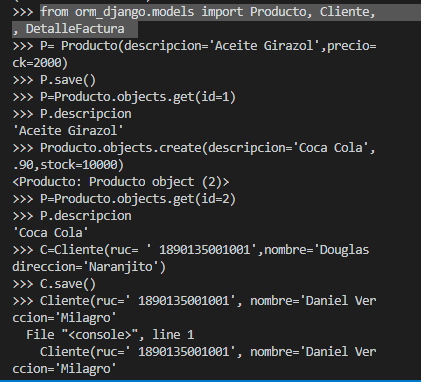 >>> from orm_django.models import Producto, Cliente,
, DetalleFactura
>>> P= Producto(descripcion='Aceite Girazol',precio=
ck=2000)
>>> P.save()
>>> P=Producto.objects.get(id=1)
>>> P.descripcion
'Aceite Girazol'
>>> Producto.objects.create(descripcion='Coca Cola',
.90,stock=10000)
<Producto: Producto object (2)>
>>> P=Producto.objects.get(id=2)
>>> P.descripcion
'Coca Cola'
>>> C=Cliente(ruc= ' 1890135001001',nombre='Douglas
direccion='Naranjito')
>>> C.save()
>>> Cliente(ruc=' 1890135001001', nombre='Daniel Ver
ccion='Milagro'
  File "<console>", line 1
    Cliente(ruc=' 1890135001001', nombre='Daniel Ver
ccion='Milagro'